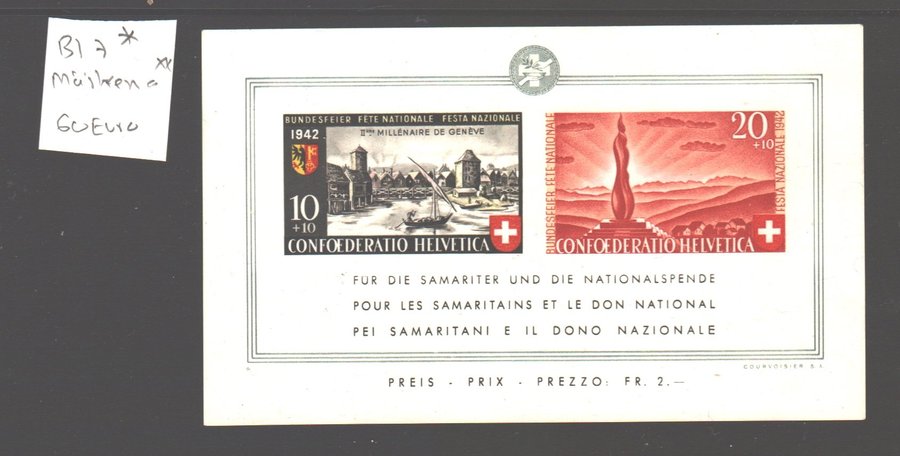 Bl 7 *
Märken **
60 Euro
BUNDESFEIER FÊTE NATIONALE FESTA NAZIONALE
1942
IIme MILLÉNAIRE DE GENÈVE
10
+10
CONFŒDERATIO HELVETICA
BUNDESFEIER FÊTE NATIONALE
20
+10
FESTA NAZIONALE 1942
CONFOEDERATIO HELVETICA
FÜR DIE SAMARITER UND DIE NATIONALSPENDE
POUR LES SAMARITAINS ET LE DON NATIONAL
PEI SAMARITANI E IL DONO NAZIONALE
COURVOISIER S.A.
PREIS - PRIX - PREZZO: FR. 2.—